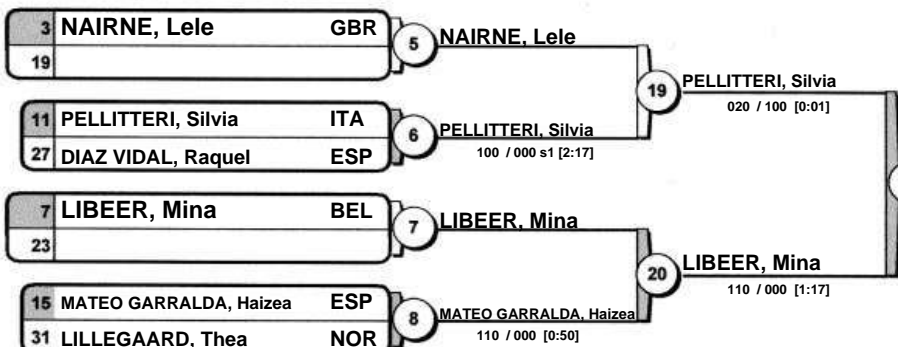 3 NAIRNE, Lele GBR
19
5 NAIRNE, Lele
11 PELLITTERI, Silvia ITA
27 DIAZ VIDAL, Raquel ESP
6 PELLITTERI, Silvia
100 / 000 s1 [2:17]
19 PELLITTERI, Silvia
020 / 100 [0:01]
7 LIBEER, Mina BEL
23
7 LIBEER, Mina
15 MATEO GARRALDA, Haizea ESP
31 LILLEGAARD, Thea NOR
8 MATEO GARRALDA, Haizea
110 / 000 [0:50]
20 LIBEER, Mina
110 / 000 [1:17]